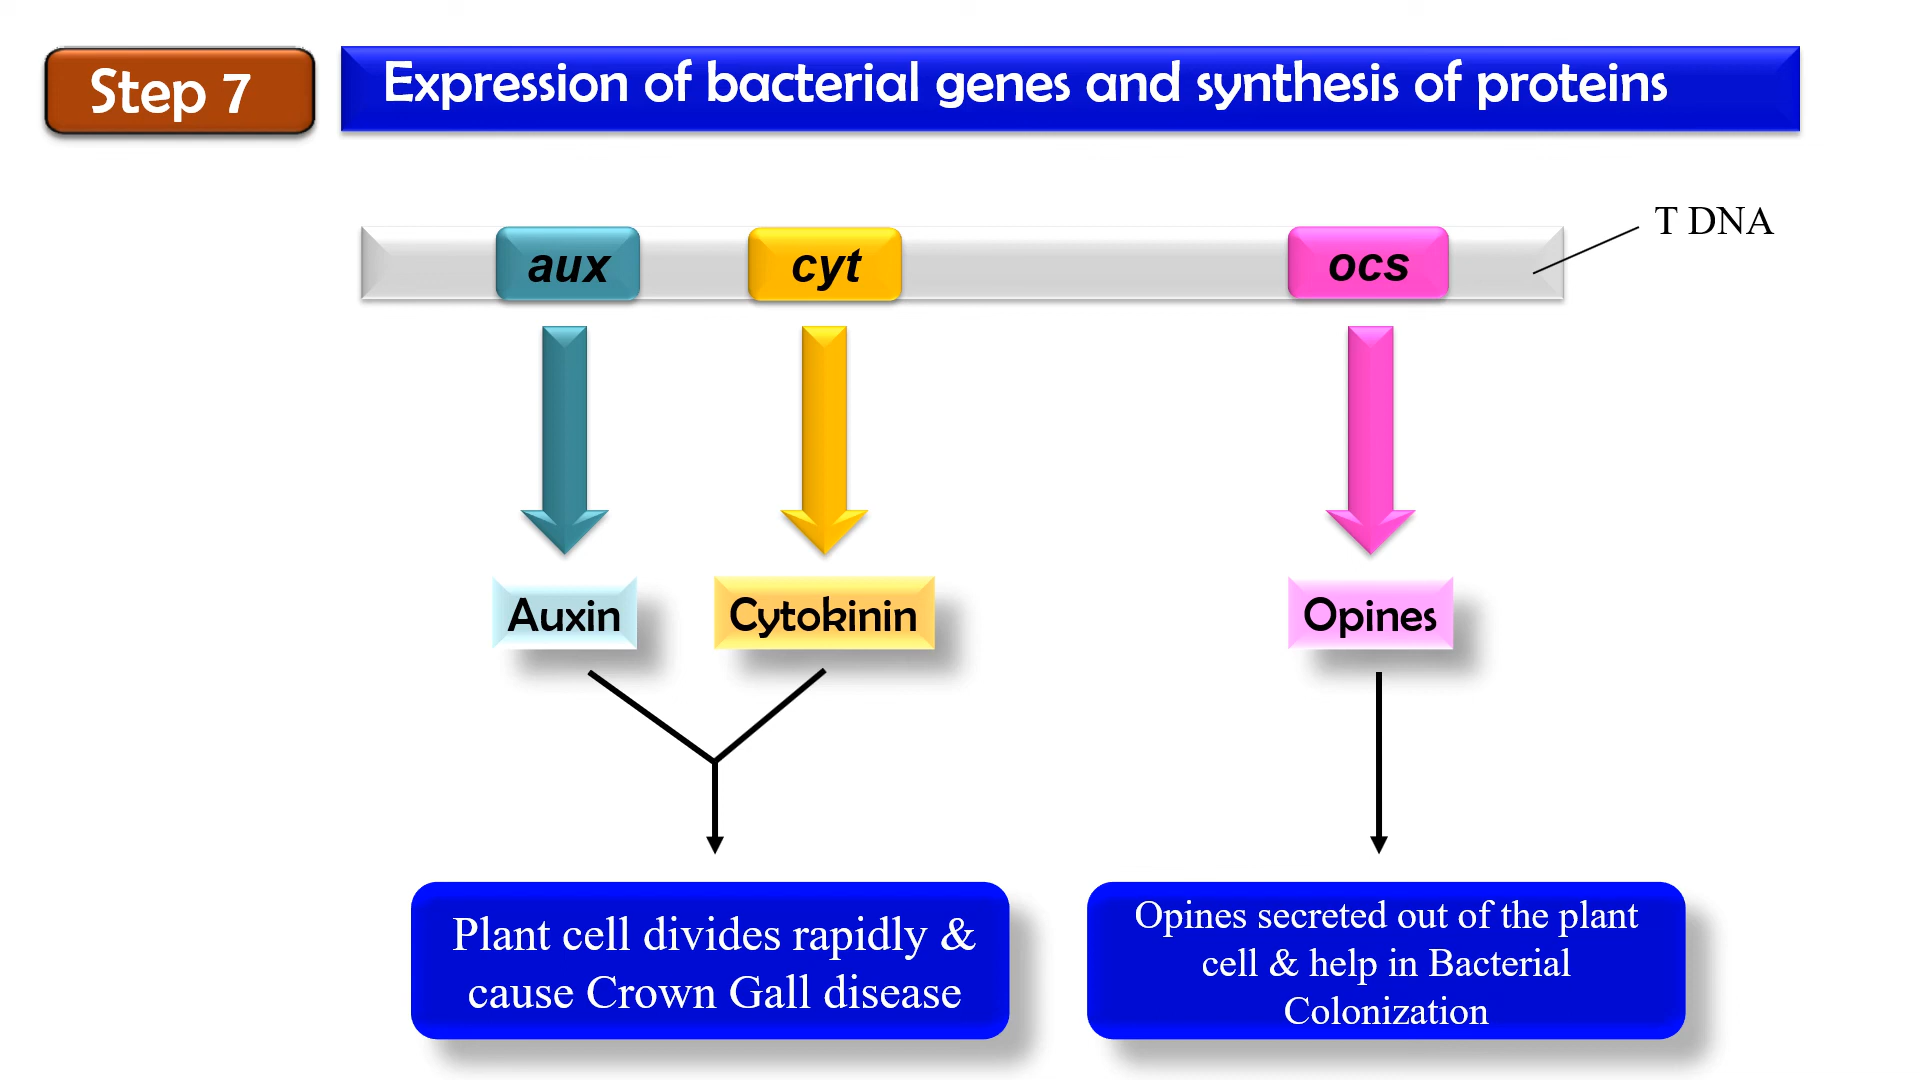 Step 7
Expression of bacterial genes and synthesis of proteins
T DNA
aux
cyt
ocs
Auxin
Cytokinin
Opines
Plant cell divides rapidly &
cause Crown Gall disease
Opines secreted out of the plant
cell & help in Bacterial
Colonization